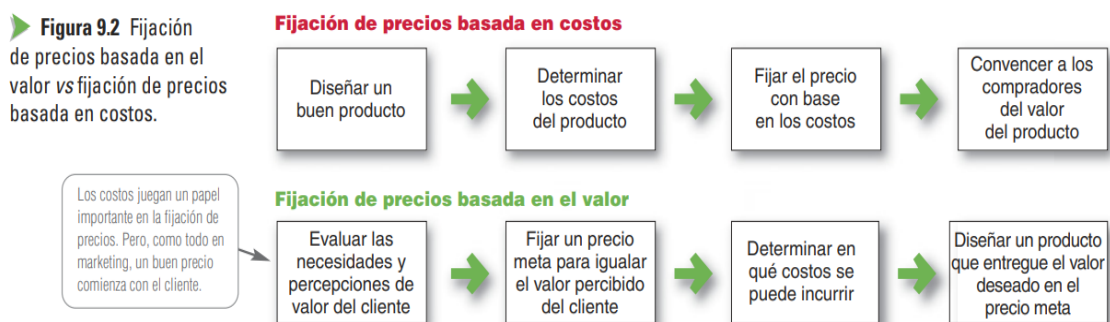 Figura 9.2 Fijación
de precios basada en el
valor vs fijación de precios
basada en costos.
Fijación de precios basada en costos
Diseñar un
buen producto
Determinar
los costos
del producto
Fijar el precio
con base
en los costos
Convencer a los
compradores
del valor
del producto
Los costos juegan un papel
importante en la fijación de
precios. Pero, como todo en
marketing, un buen precio
comienza con el cliente.
Fijación de precios basada en el valor
Evaluar las
necesidades y
percepciones de
valor del cliente
Fijar un precio
meta para igualar
el valor percibido
del cliente
Determinar en
qué costos se
puede incurrir
Diseñar un producto
que entregue el valor
deseado en el
precio meta